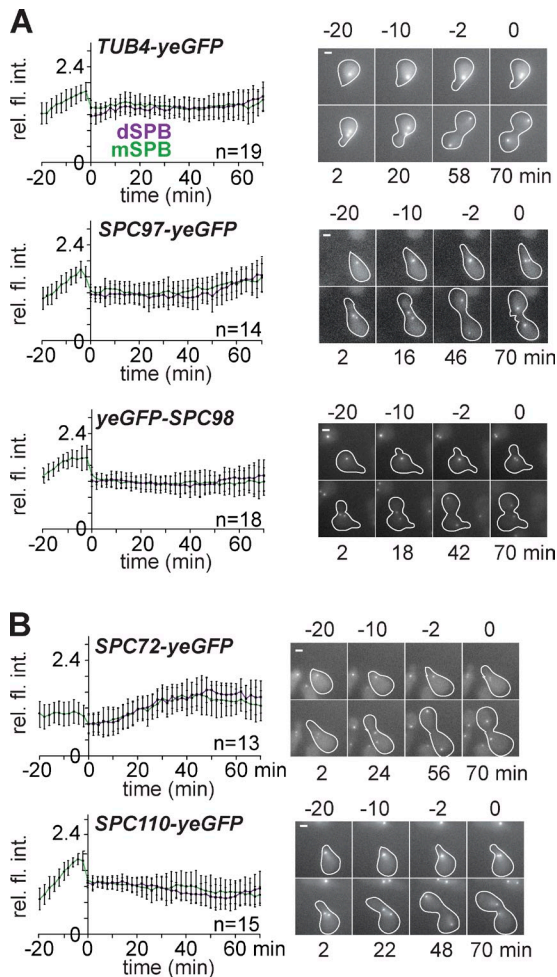 A
TUB4-yeGFP
2.4
rel. fl. int.
dSPB
mSPB
n=19
0
-20 0 20 40 60
time (min)
-20 -10 -2 0
2 20 58 70 min
SPC97-yeGFP
2.4
rel. fl. int.
n=14
0
-20 0 20 40 60
time (min)
-20 -10 -2 0
2 16 46 70 min
yeGFP-SPC98
2.4
rel. fl. int.
n=18
0
-20 0 20 40 60
time (min)
-20 -10 -2 0
2 18 42 70 min
B
SPC72-yeGFP
2.4
rel. fl. int.
n=13
0
-20 0 20 40 60 min
time (min)
-20 -10 -2 0
2 24 56 70 min
SPC110-yeGFP
2.4
rel. fl. int.
n=15
0
-20 0 20 40 60 min
time (min)
-20 -10 -2 0
2 22 48 70 min